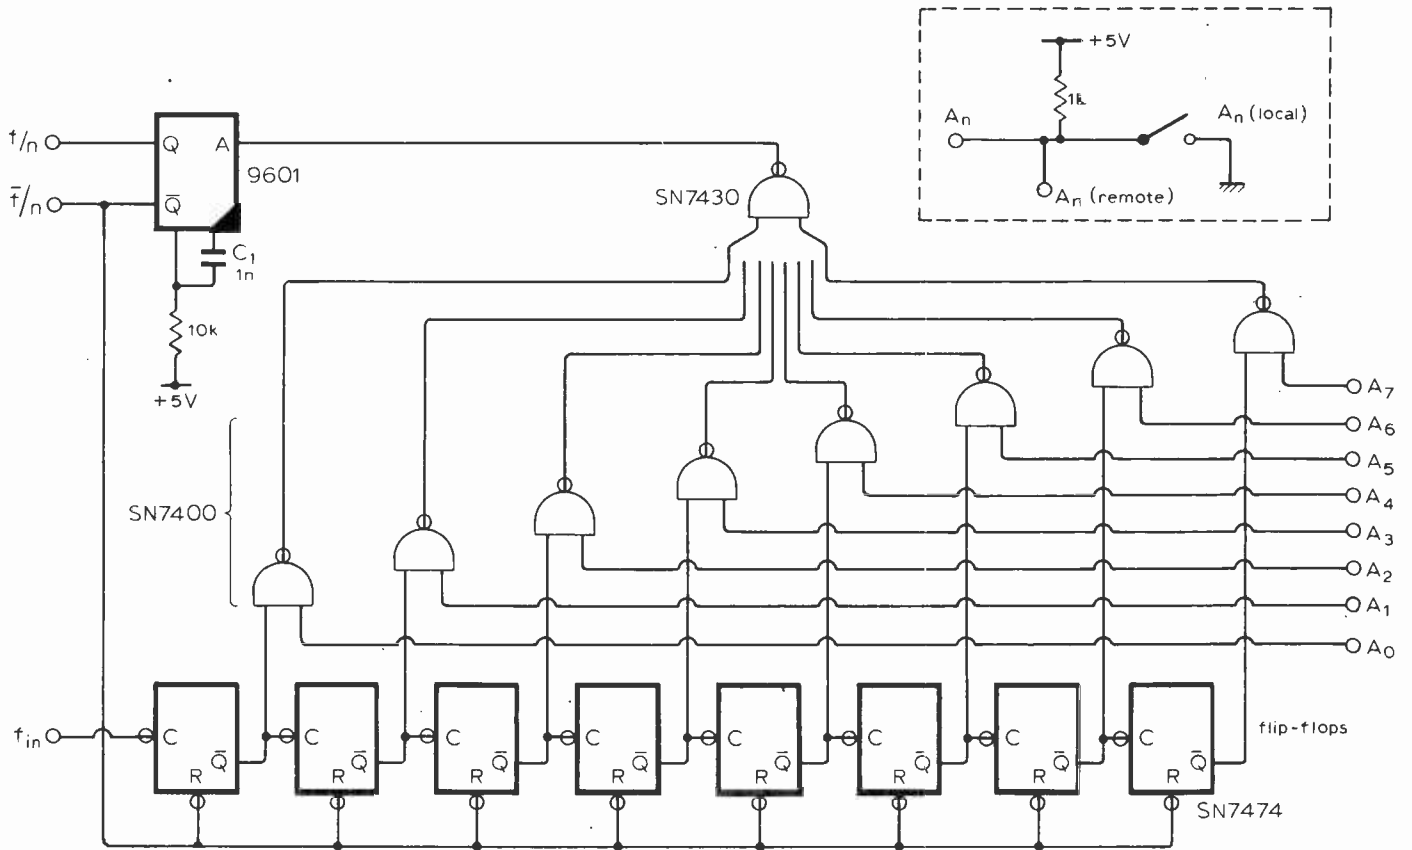 +5V
1k
An
An (local)
An (remote)
f/n
Q
A
9601
f̅/n
Q̅
C1
1n
10k
+5V
SN7430
SN7400
A7
A6
A5
A4
A3
A2
A1
A0
fin
C
Q̅
R
C
Q̅
R
C
Q̅
R
C
Q̅
R
C
Q̅
R
C
Q̅
R
C
Q̅
R
C
Q̅
R
flip-flops
SN7474